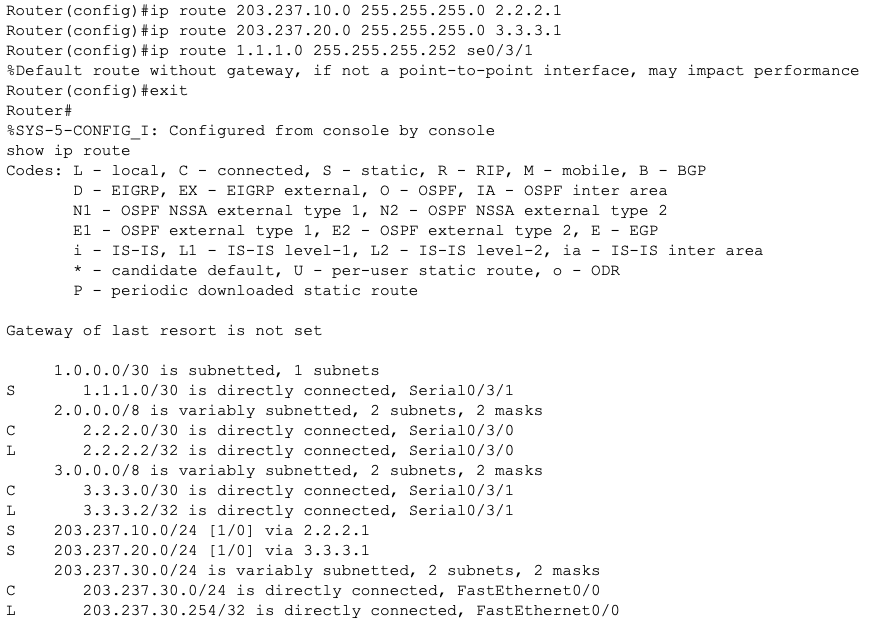 Router(config)#ip route 203.237.10.0 255.255.255.0 2.2.2.1
Router(config)#ip route 203.237.20.0 255.255.255.0 3.3.3.1
Router(config)#ip route 1.1.1.0 255.255.255.252 se0/3/1
%Default route without gateway, if not a point-to-point interface, may impact performance
Router(config)#exit
Router#
%SYS-5-CONFIG_I: Configured from console by console
show ip route
Codes: L - local, C - connected, S - static, R - RIP, M - mobile, B - BGP
       D - EIGRP, EX - EIGRP external, O - OSPF, IA - OSPF inter area
       N1 - OSPF NSSA external type 1, N2 - OSPF NSSA external type 2
       E1 - OSPF external type 1, E2 - OSPF external type 2, E - EGP
       i - IS-IS, L1 - IS-IS level-1, L2 - IS-IS level-2, ia - IS-IS inter area
       * - candidate default, U - per-user static route, o - ODR
       P - periodic downloaded static route
Gateway of last resort is not set
     1.0.0.0/30 is subnetted, 1 subnets
S       1.1.1.0/30 is directly connected, Serial0/3/1
     2.0.0.0/8 is variably subnetted, 2 subnets, 2 masks
C       2.2.2.0/30 is directly connected, Serial0/3/0
L       2.2.2.2/32 is directly connected, Serial0/3/0
     3.0.0.0/8 is variably subnetted, 2 subnets, 2 masks
C       3.3.3.0/30 is directly connected, Serial0/3/1
L       3.3.3.2/32 is directly connected, Serial0/3/1
S    203.237.10.0/24 [1/0] via 2.2.2.1
S    203.237.20.0/24 [1/0] via 3.3.3.1
     203.237.30.0/24 is variably subnetted, 2 subnets, 2 masks
C       203.237.30.0/24 is directly connected, FastEthernet0/0
L       203.237.30.254/32 is directly connected, FastEthernet0/0